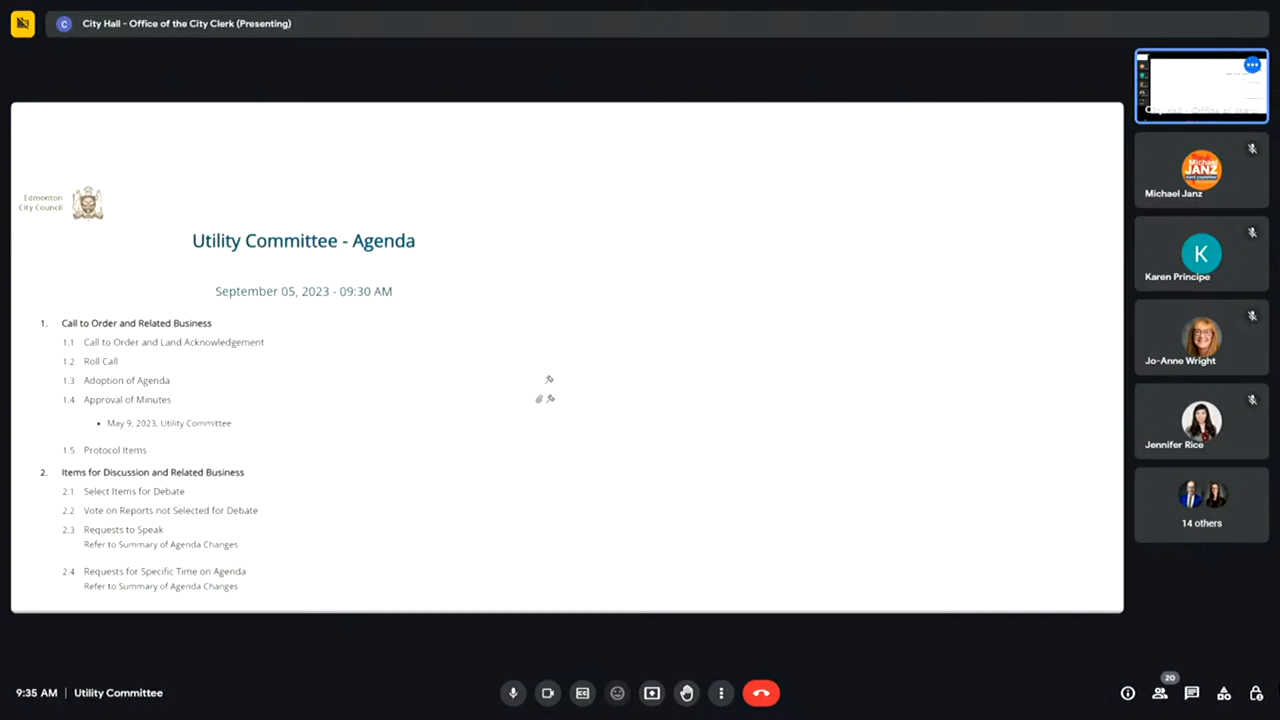 C
City Hall - Office of the City Clerk (Presenting)
Edmonton
City Council
Utility Committee - Agenda
September 05, 2023 - 09:30 AM
1. Call to Order and Related Business
1.1 Call to Order and Land Acknowledgement
1.2 Roll Call
1.3 Adoption of Agenda
1.4 Approval of Minutes
• May 9, 2023, Utility Committee
1.5 Protocol Items
2. Items for Discussion and Related Business
2.1 Select Items for Debate
2.2 Vote on Reports not Selected for Debate
2.3 Requests to Speak
Refer to Summary of Agenda Changes
2.4 Requests for Specific Time on Agenda
Refer to Summary of Agenda Changes
Michael
JANZ
Michael Janz
K
Karen Principe
Jo-Anne Wright
Jennifer Rice
14 others
9:35 AM | Utility Committee
CC
20